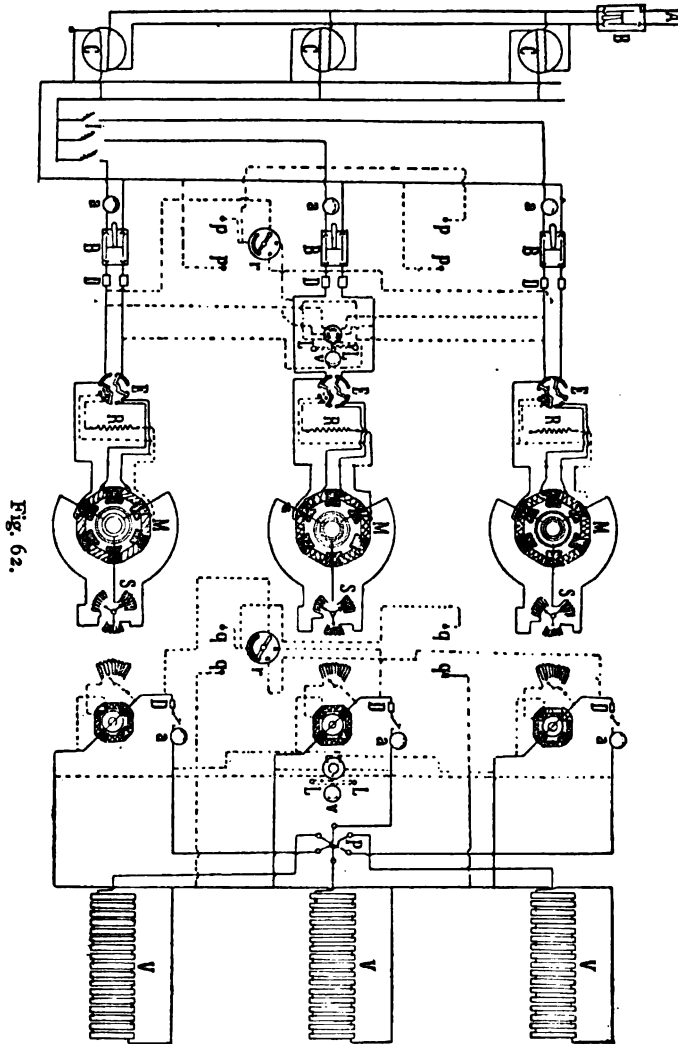 A
B
C a B D E R M S D a V
p p q q
C a B D L v L E R M S D a L v L P V
p r p q r q
C a B D E R M S D a V
Fig. 62.